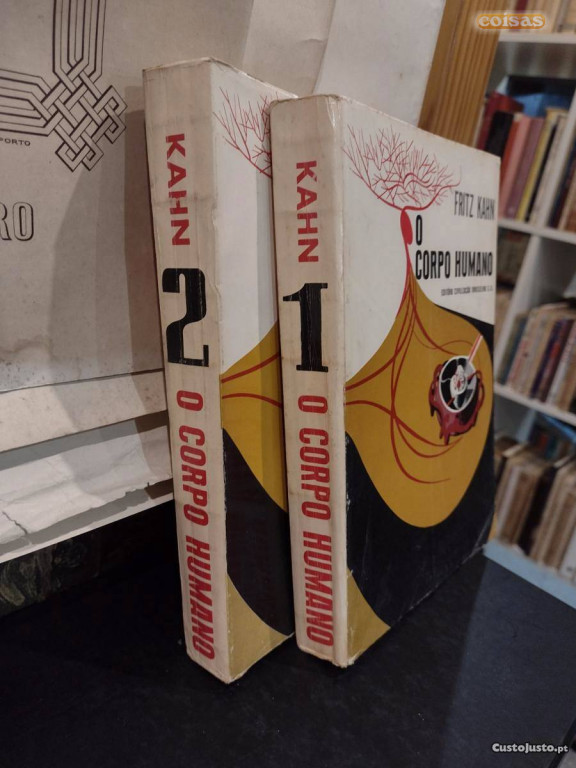 coisas
PORTO
RO
KAHN
2
O CORPO HUMANO
KAHN
1
O CORPO HUMANO
FRITZ KAHN
O
CORPO HUMANO
CustoJusto.pt